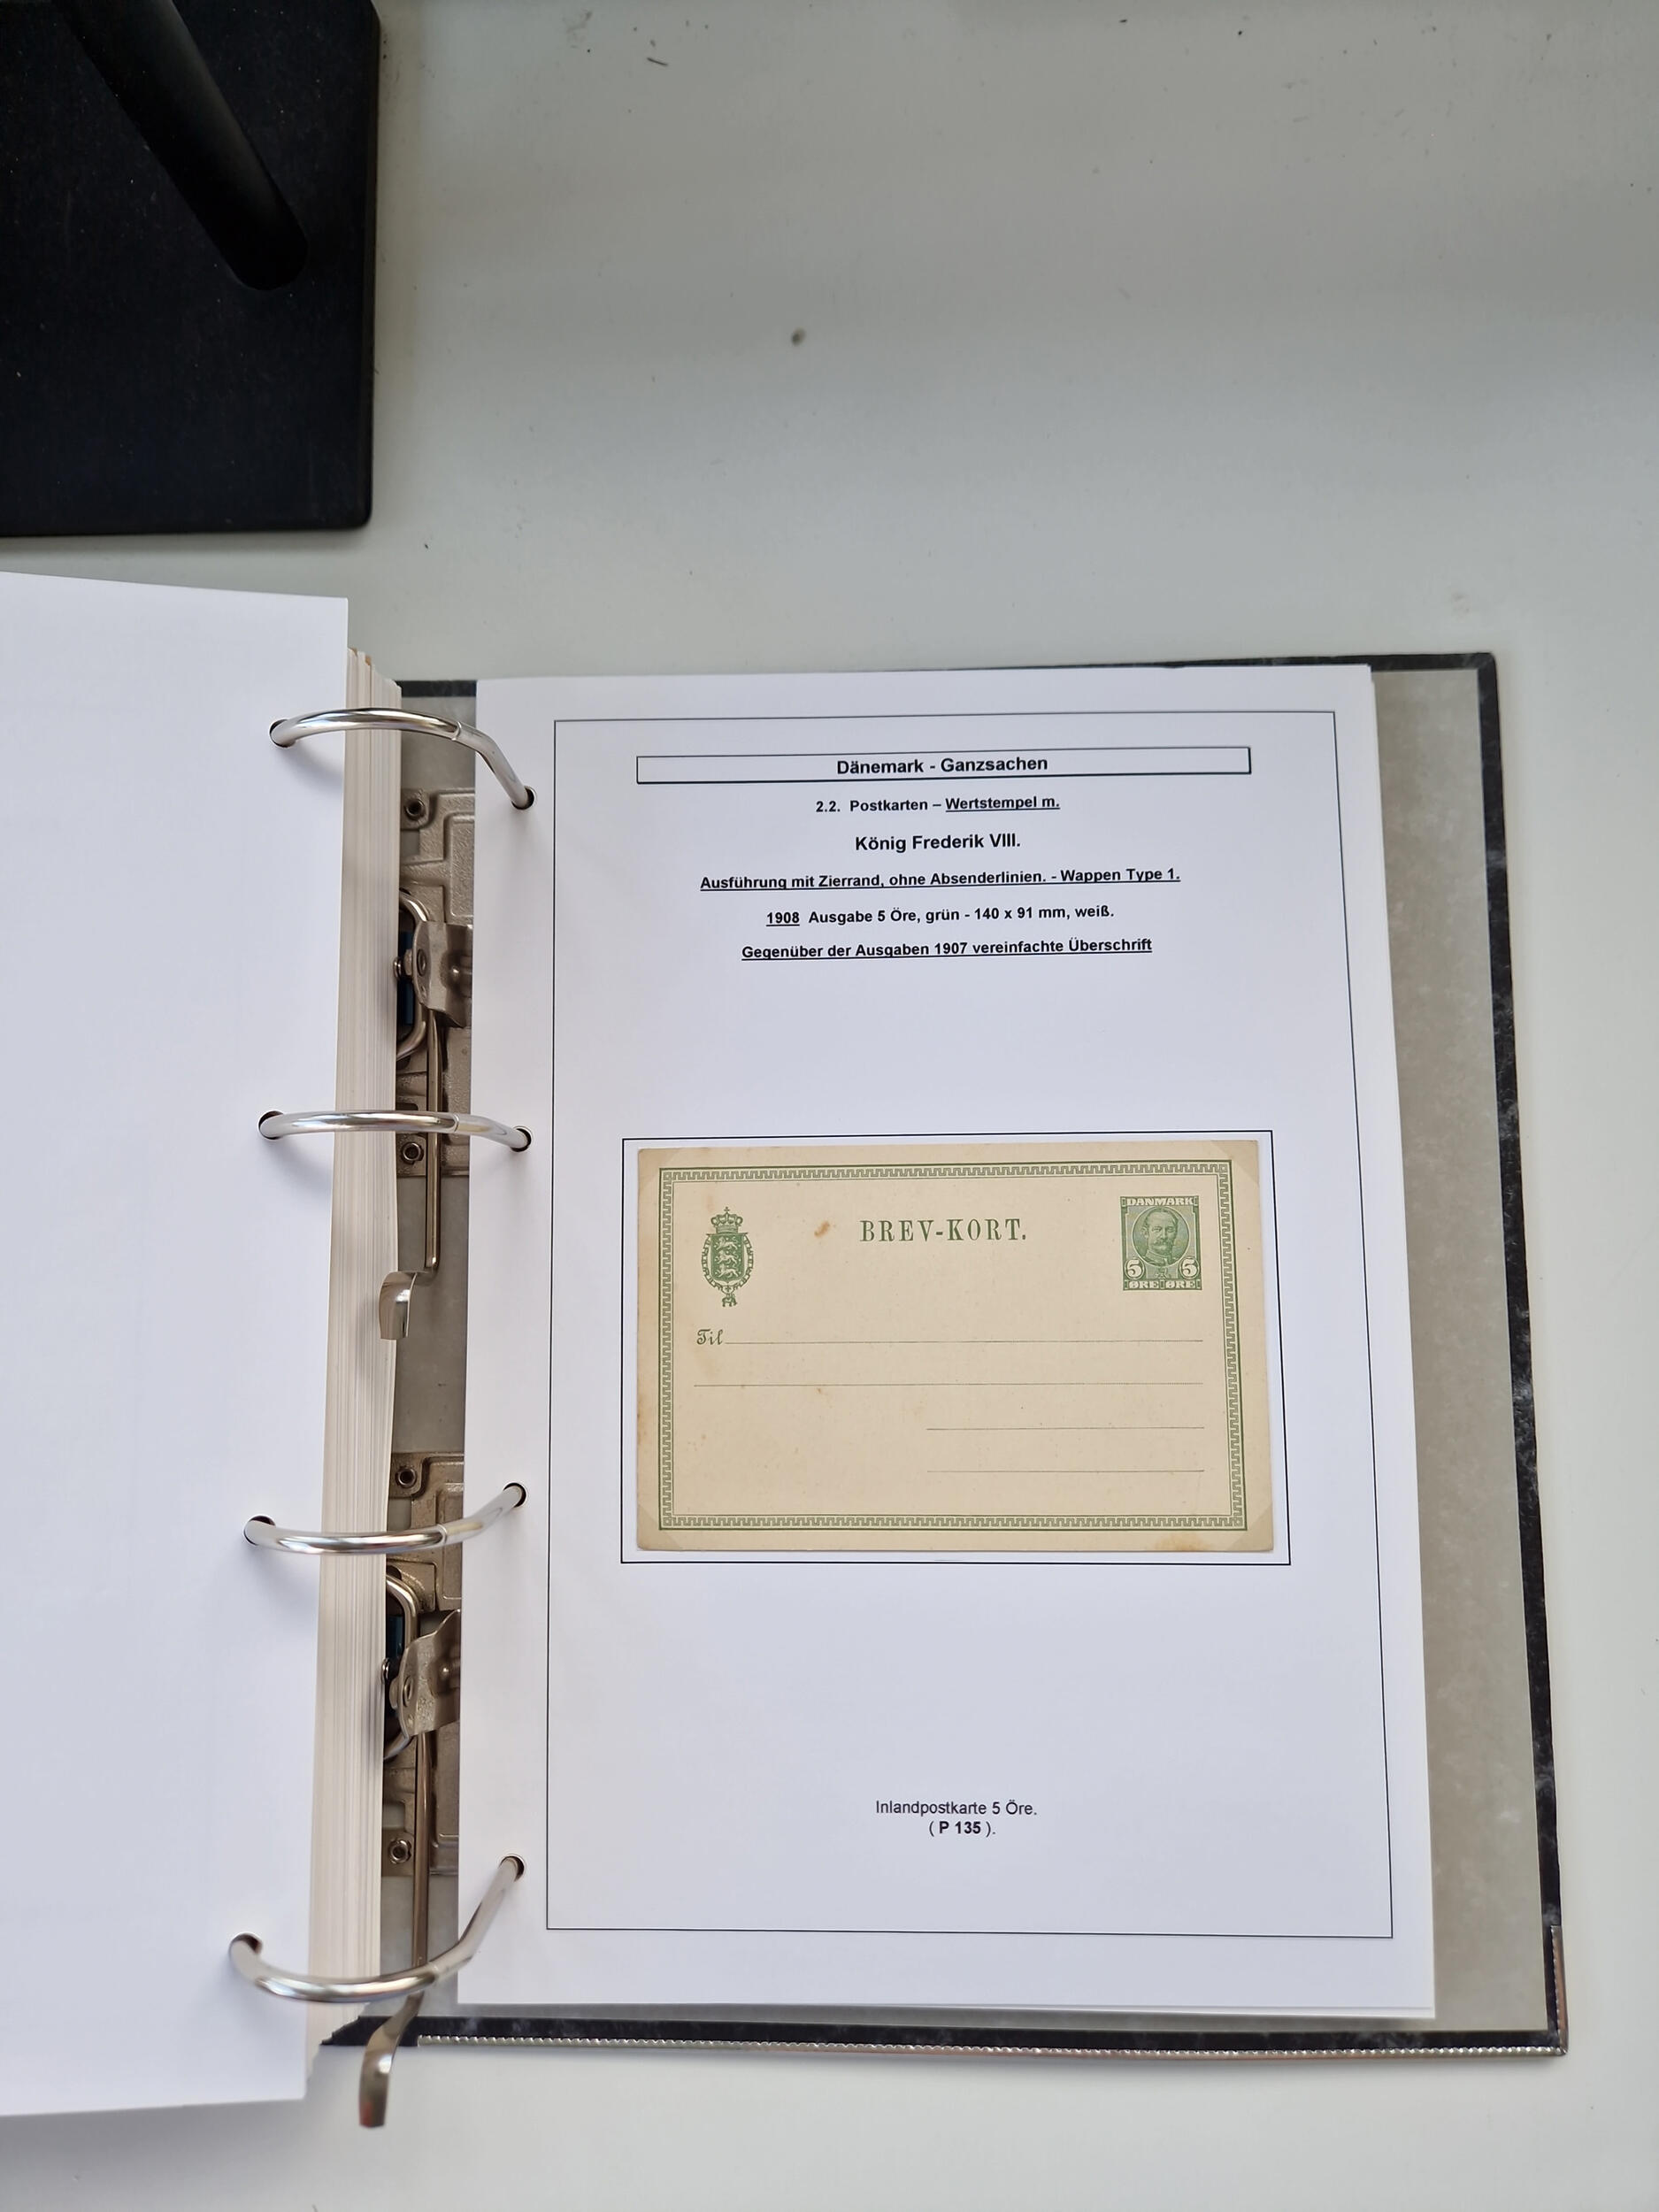 Dänemark - Ganzsachen
2.2. Postkarten – Wertstempel m.
König Frederik VIII.
Ausführung mit Zierrand, ohne Absenderlinien. - Wappen Type 1.
1908 Ausgabe 5 Öre, grün - 140 x 91 mm, weiß.
Gegenüber der Ausgaben 1907 vereinfachte Überschrift
DANMARK
BREV-KORT.
5 5
ØRE ØRE
Til
Inlandpostkarte 5 Öre.
( P 135 ).